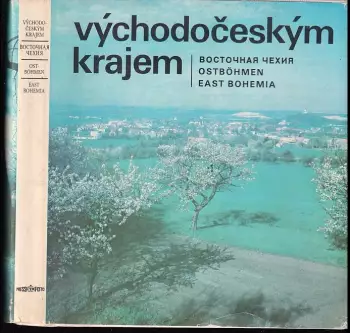 VÝCHODO-
ČESKÝM
KRAJEM
ВОСТОЧНАЯ
ЧЕХИЯ
OST
BÖHMEN
EAST
BOHEMIA
východočeským
krajem
ВОСТОЧНАЯ ЧЕХИЯ
OSTBÖHMEN
EAST BOHEMIA